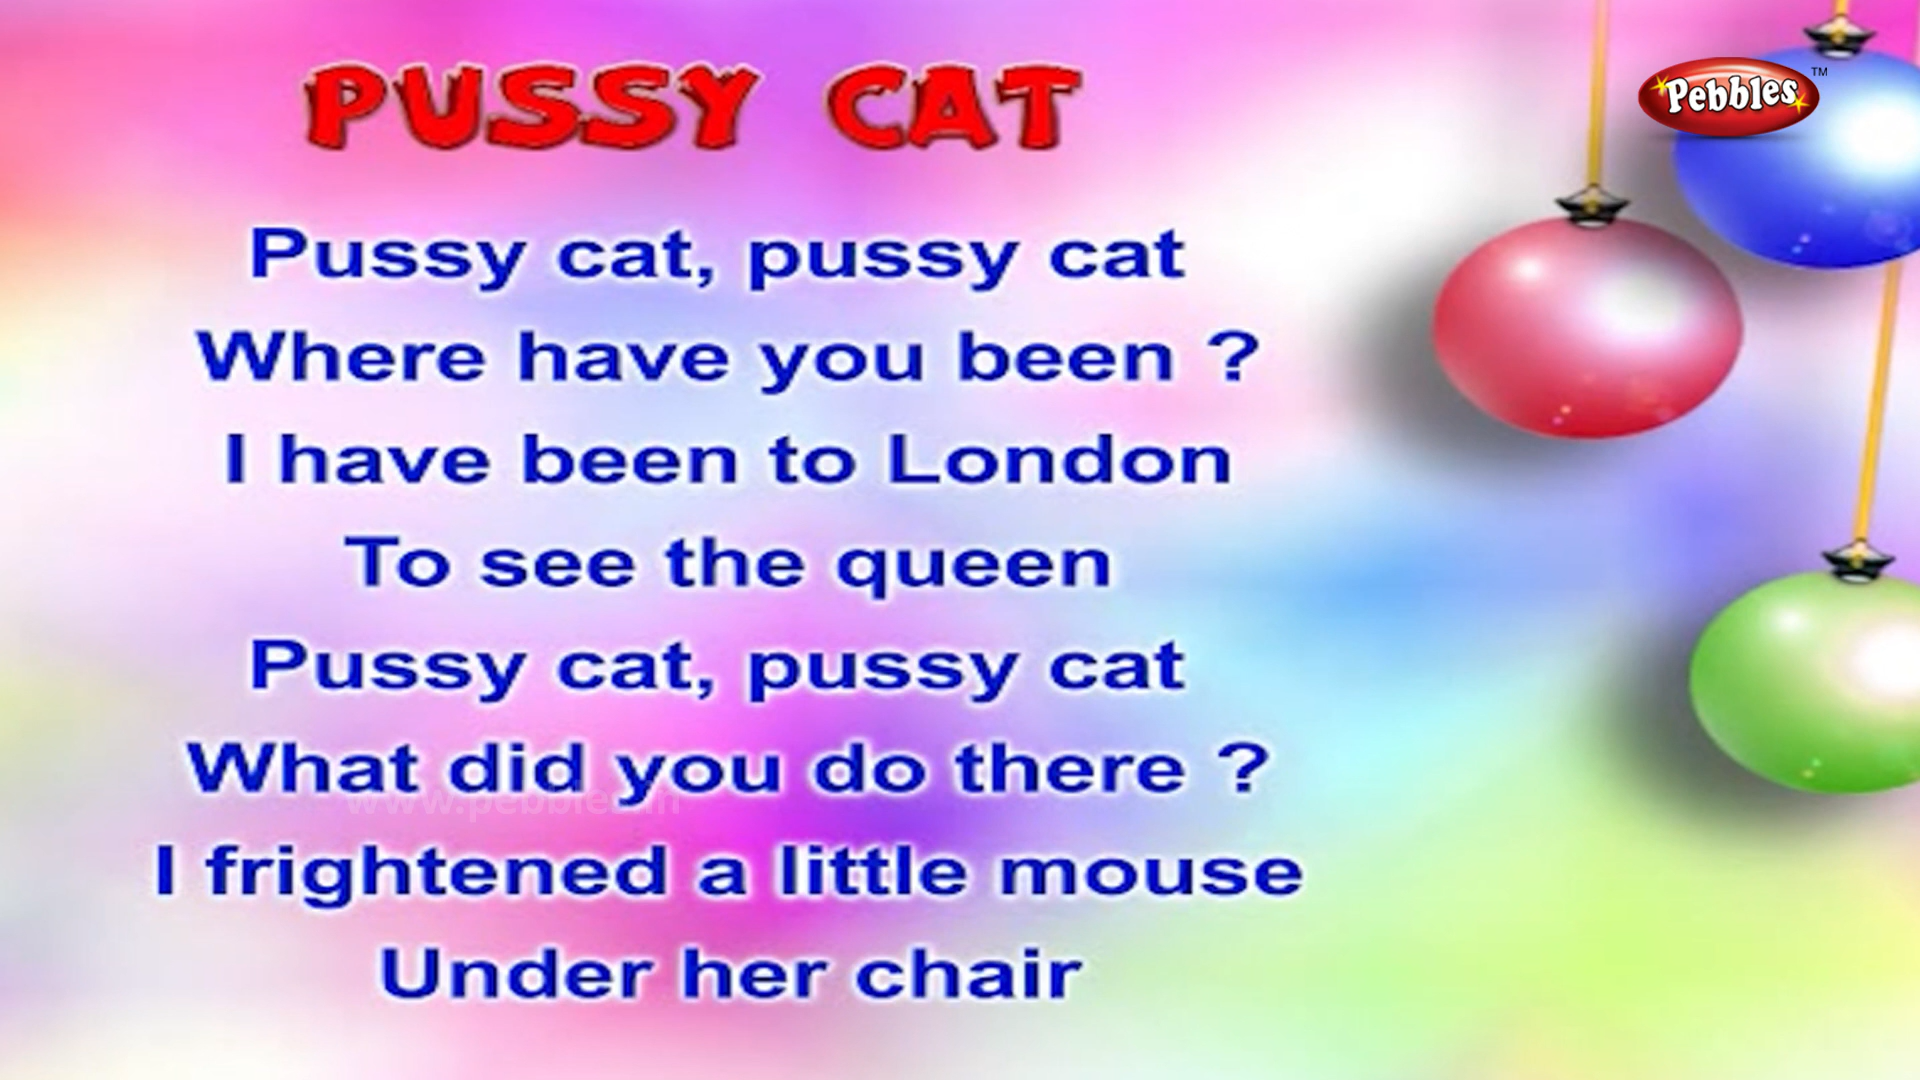 PUSSY CAT
Pebbles™
Pussy cat, pussy cat
Where have you been ?
I have been to London
To see the queen
Pussy cat, pussy cat
What did you do there ?
I frightened a little mouse
Under her chair